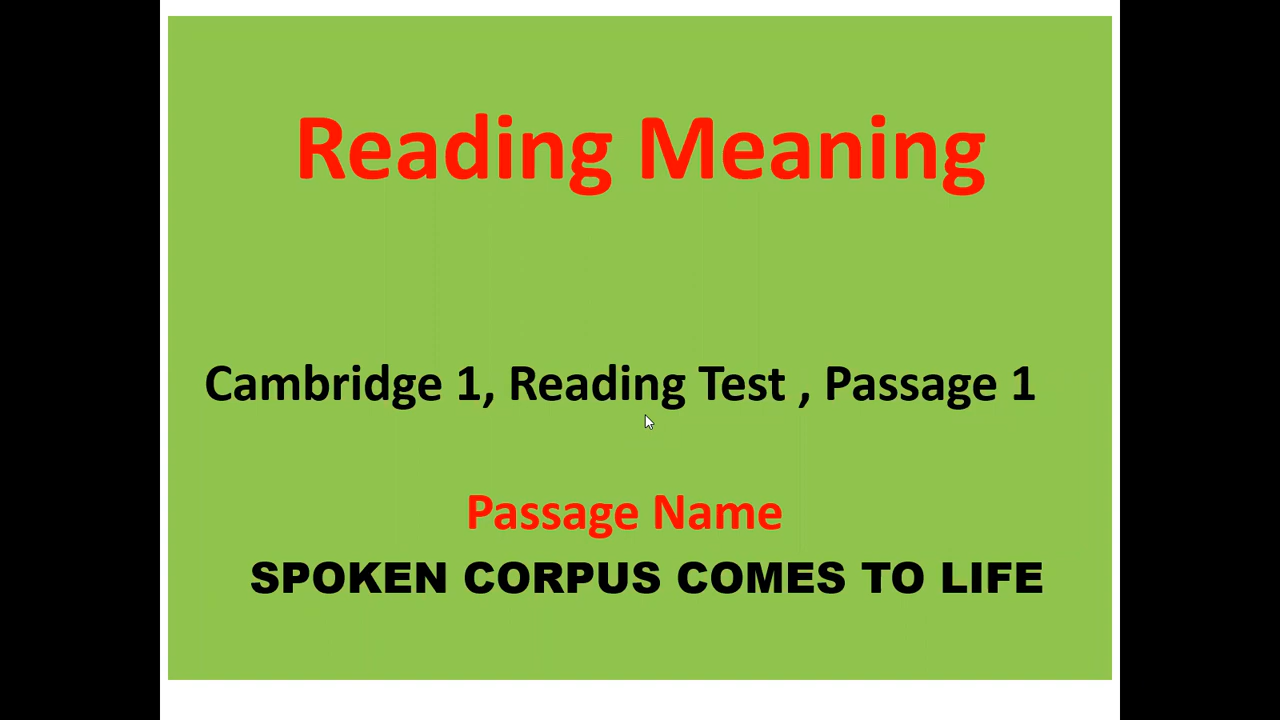 Reading Meaning
Cambridge 1, Reading Test , Passage 1
Passage Name
SPOKEN CORPUS COMES TO LIFE